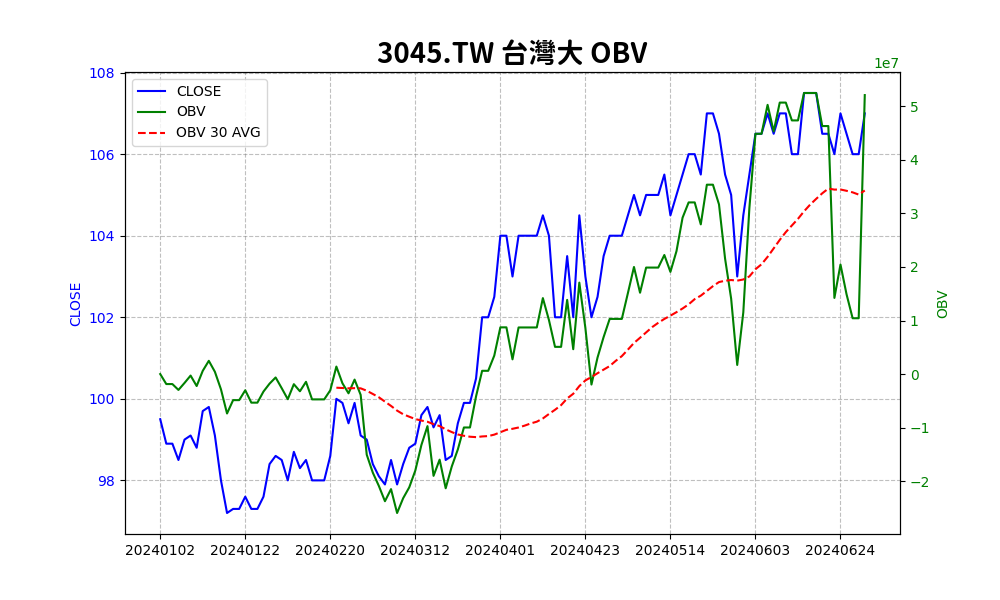 3045.TW 台灣大 OBV
1e7
CLOSE
OBV
OBV 30 AVG
108
106
104
102
100
98
CLOSE
5
4
3
2
1
0
−1
−2
OBV
20240102 20240122 20240220 20240312 20240401 20240423 20240514 20240603 20240624